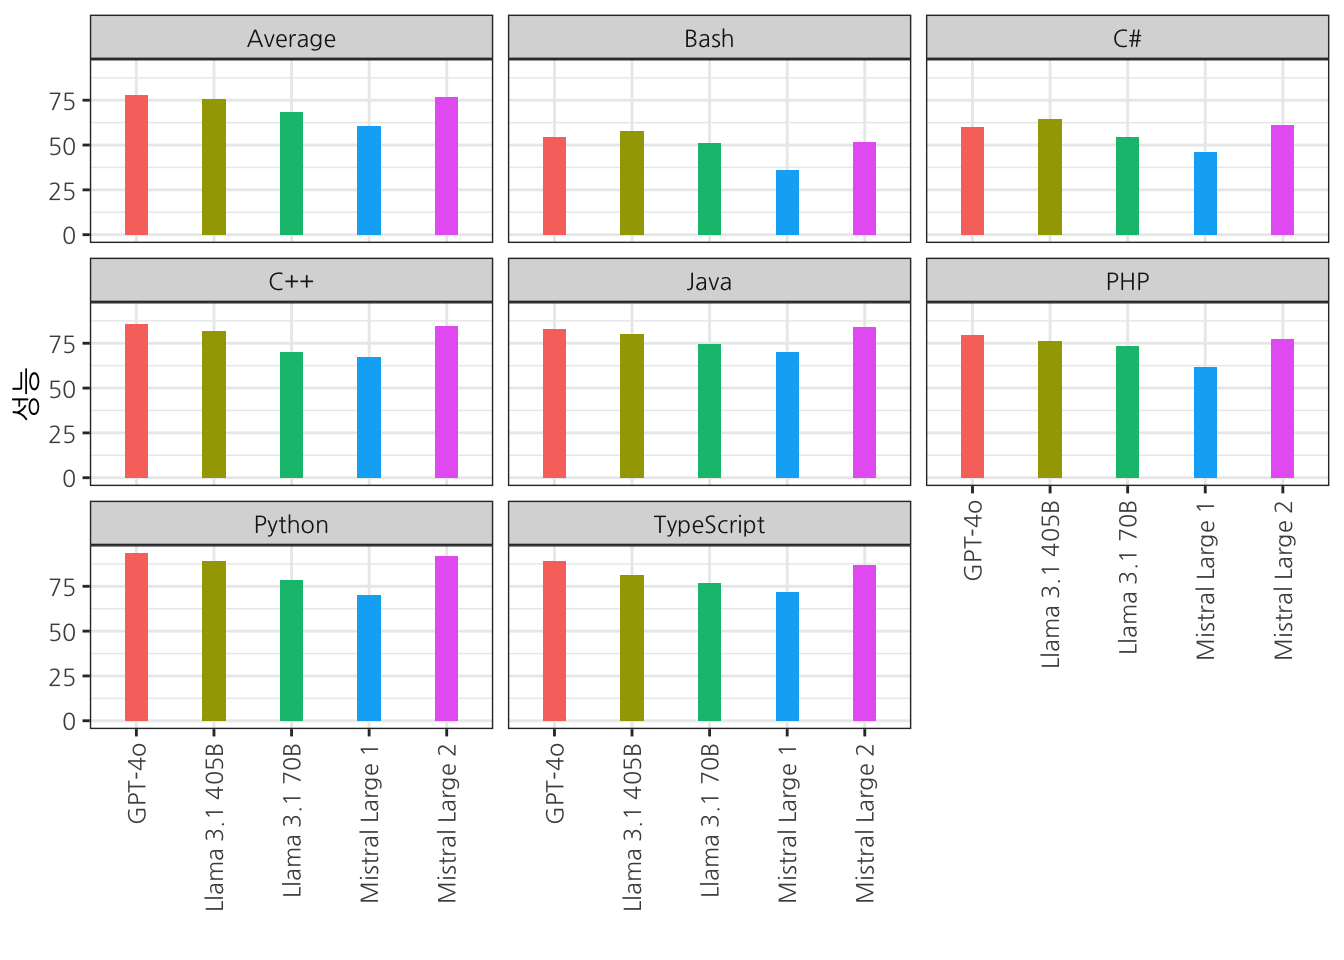 Average
Bash
C#
75
50
25
0
C++
Java
PHP
성능
75
50
25
0
GPT-4o
Llama 3.1 405B
Llama 3.1 70B
Mistral Large 1
Mistral Large 2
Python
TypeScript
75
50
25
0
GPT-4o
Llama 3.1 405B
Llama 3.1 70B
Mistral Large 1
Mistral Large 2
GPT-4o
Llama 3.1 405B
Llama 3.1 70B
Mistral Large 1
Mistral Large 2